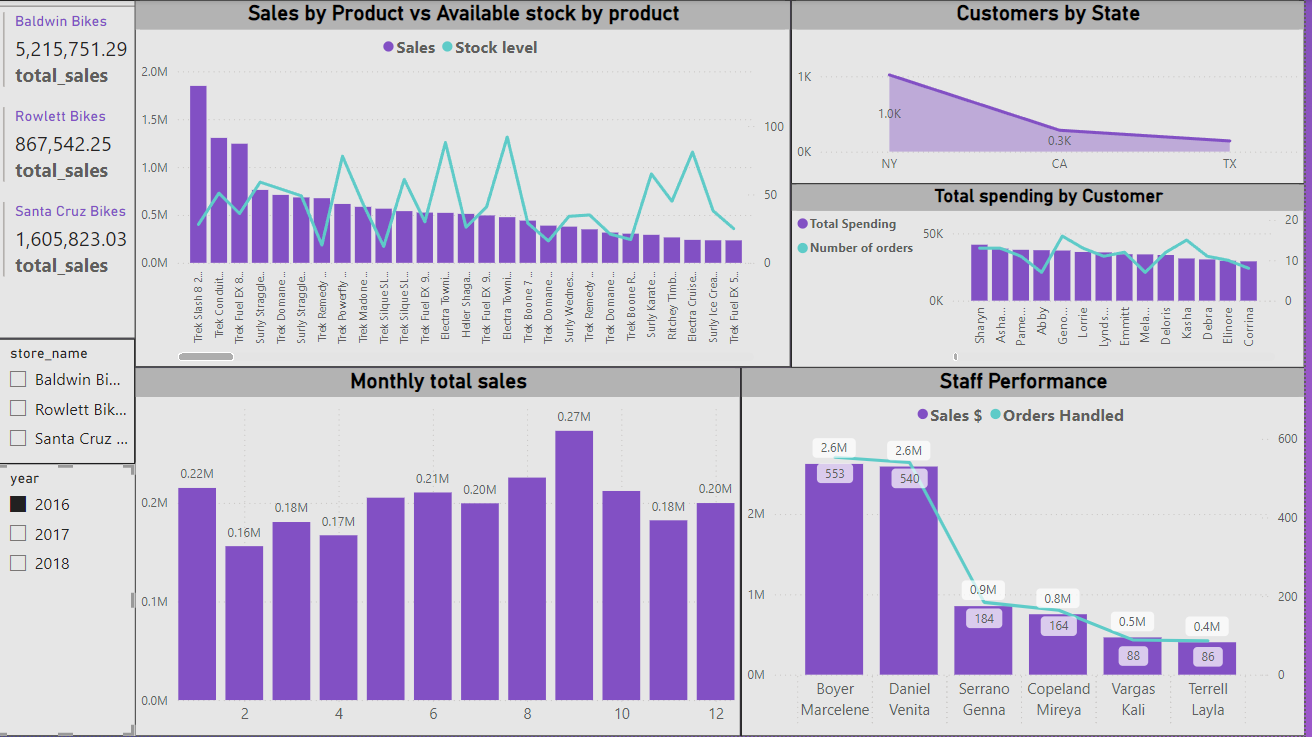 Baldwin Bikes
5,215,751.29
total_sales
Rowlett Bikes
867,542.25
total_sales
Santa Cruz Bikes
1,605,823.03
total_sales
store_name
Baldwin Bi...
Rowlett Bik...
Santa Cruz ...
year
2016
2017
2018
Sales by Product vs Available stock by product
Sales Stock level
2.0M
1.5M
1.0M
0.5M
0.0M
100
50
0
Trek Slash 8 2...
Trek Conduit...
Trek Fuel EX 8...
Surly Straggle...
Trek Domane...
Surly Straggle...
Trek Remedy ...
Trek Powerfly ...
Trek Madone...
Trek Silque SL...
Trek Silque SL...
Trek Fuel EX 9...
Electra Towni...
Heller Shaga...
Trek Fuel EX 9...
Electra Towni...
Trek Boone 7...
Trek Domane...
Surly Wednes...
Trek Remedy ...
Trek Domane...
Trek Boone R...
Surly Karate...
Ritchey Timb...
Electra Cruise...
Surly Ice Crea...
Trek Fuel EX 5...
Customers by State
1K
0K
1.0K
0.3K
NY CA TX
Total spending by Customer
Total Spending
Number of orders
50K
0K
20
10
0
Sharyn
Asha...
Pame...
Abby
Geno...
Lorrie
Lynds...
Emmitt
Mela...
Deloris
Kasha
Debra
Elinore
Corrina
Monthly total sales
0.2M
0.1M
0.0M
0.22M
0.16M
0.18M
0.17M
0.21M
0.20M
0.27M
0.18M
0.20M
2 4 6 8 10 12
Staff Performance
Sales $ Orders Handled
2M
1M
0M
600
400
200
0
2.6M
553
2.6M
540
0.9M
184
0.8M
164
0.5M
88
0.4M
86
Boyer Daniel Serrano Copeland Vargas Terrell
Marcelene Venita Genna Mireya Kali Layla